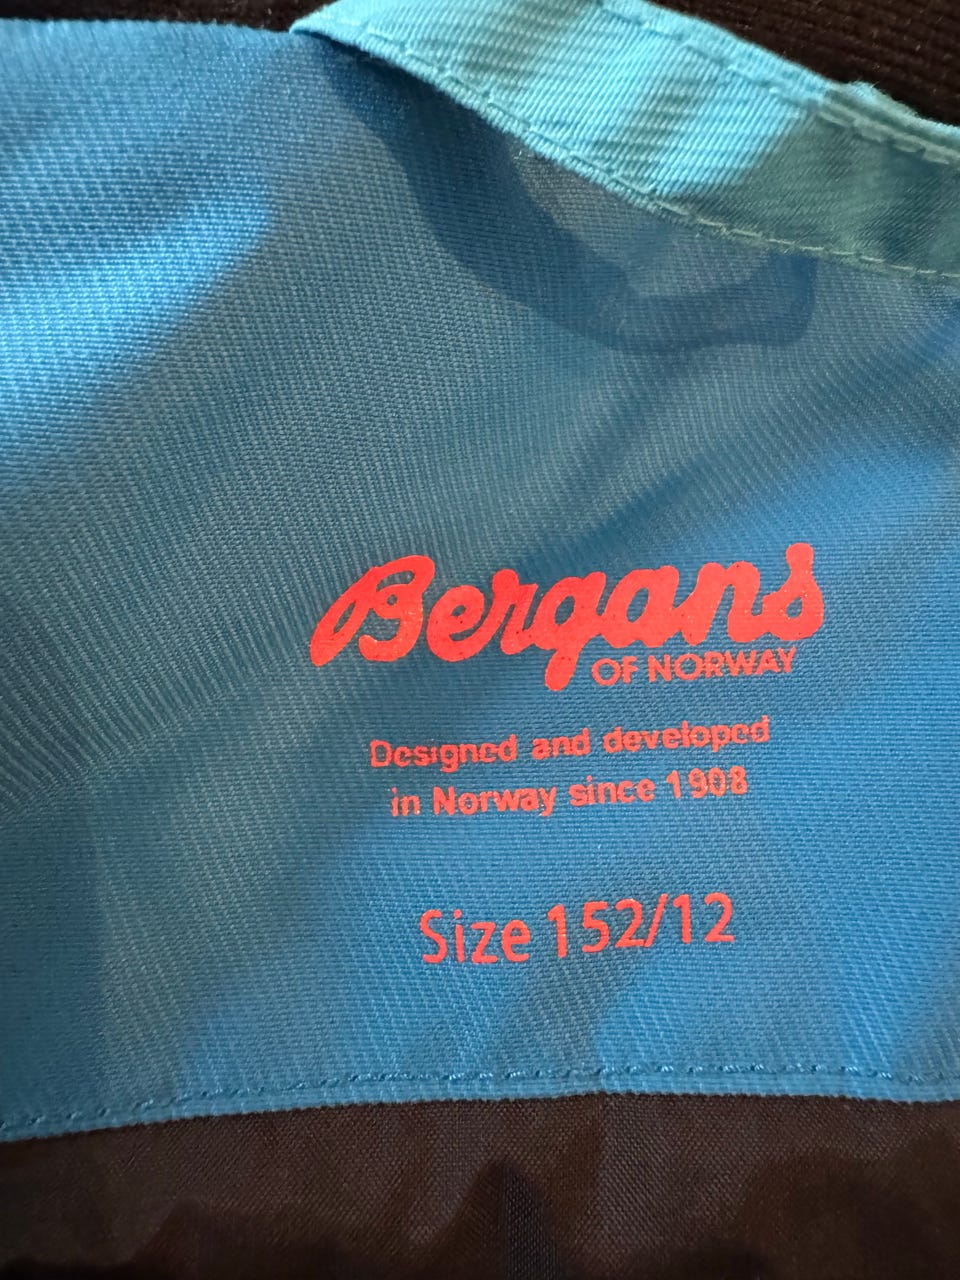 Bergans
OF NORWAY
Designed and developed
in Norway since 1908
Size 152/12